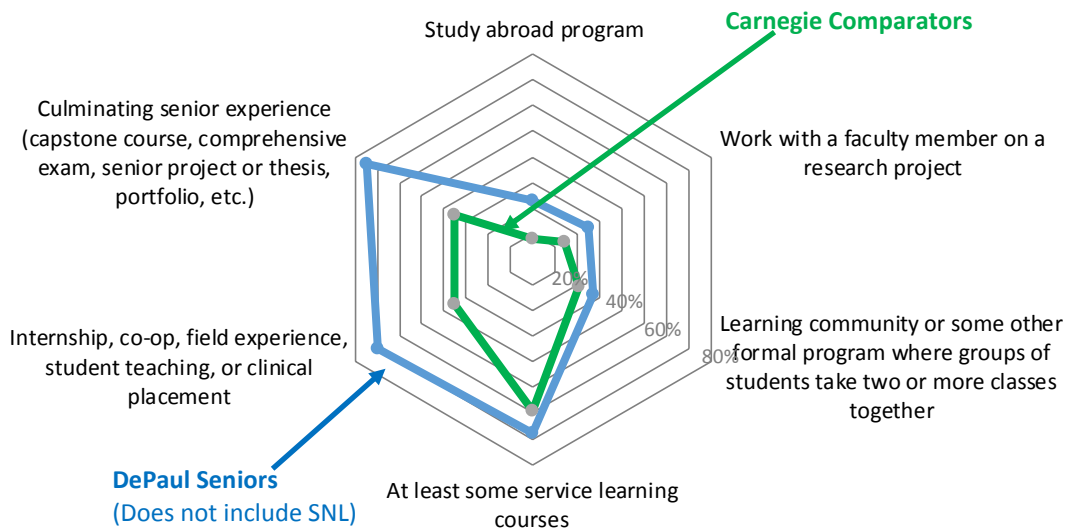 Carnegie Comparators
Study abroad program
Culminating senior experience
(capstone course, comprehensive
exam, senior project or thesis,
portfolio, etc.)
Work with a faculty member on a
research project
20%
40%
60%
80%
Internship, co-op, field experience,
student teaching, or clinical
placement
Learning community or some other
formal program where groups of
students take two or more classes
together
DePaul Seniors
(Does not include SNL)
At least some service learning
courses